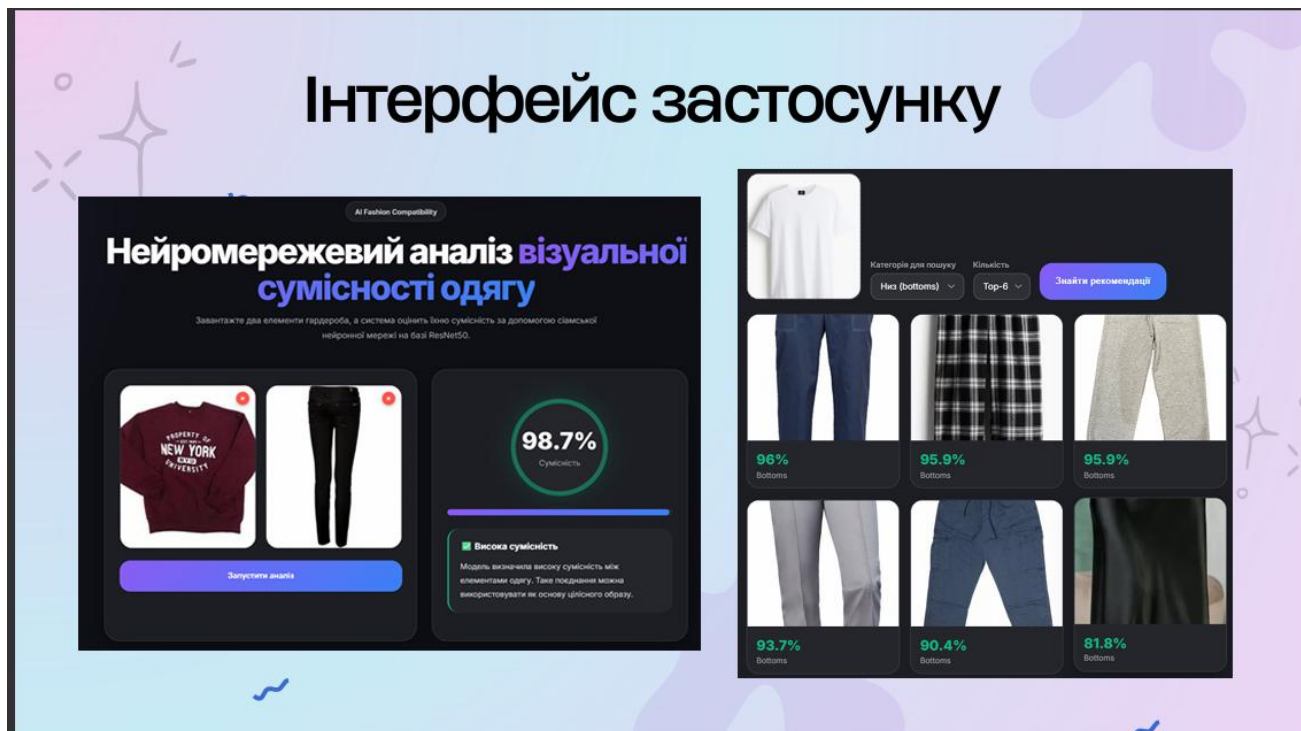 Інтерфейс застосунку
AI Fashion Compatibility
Нейромережевий аналіз візуальної
сумісності одягу
Завантажте два елементи гардероба, а система оцінить їхню сумісність за допомогою сіамської
нейронної мережі на базі ResNet50.
PROPERTY OF
NEW YORK
NYU
UNIVERSITY
Запустити аналіз
98.7%
Сумісність
✅ Висока сумісність
Модель визначила високу сумісність між
елементами одягу. Таке поєднання можна
використовувати як основу цілісного образу.
Категорія для пошуку
Кількість
Низ (bottoms)
Top-6
Знайти рекомендації
96%
Bottoms
95.9%
Bottoms
95.9%
Bottoms
93.7%
Bottoms
90.4%
Bottoms
81.8%
Bottoms